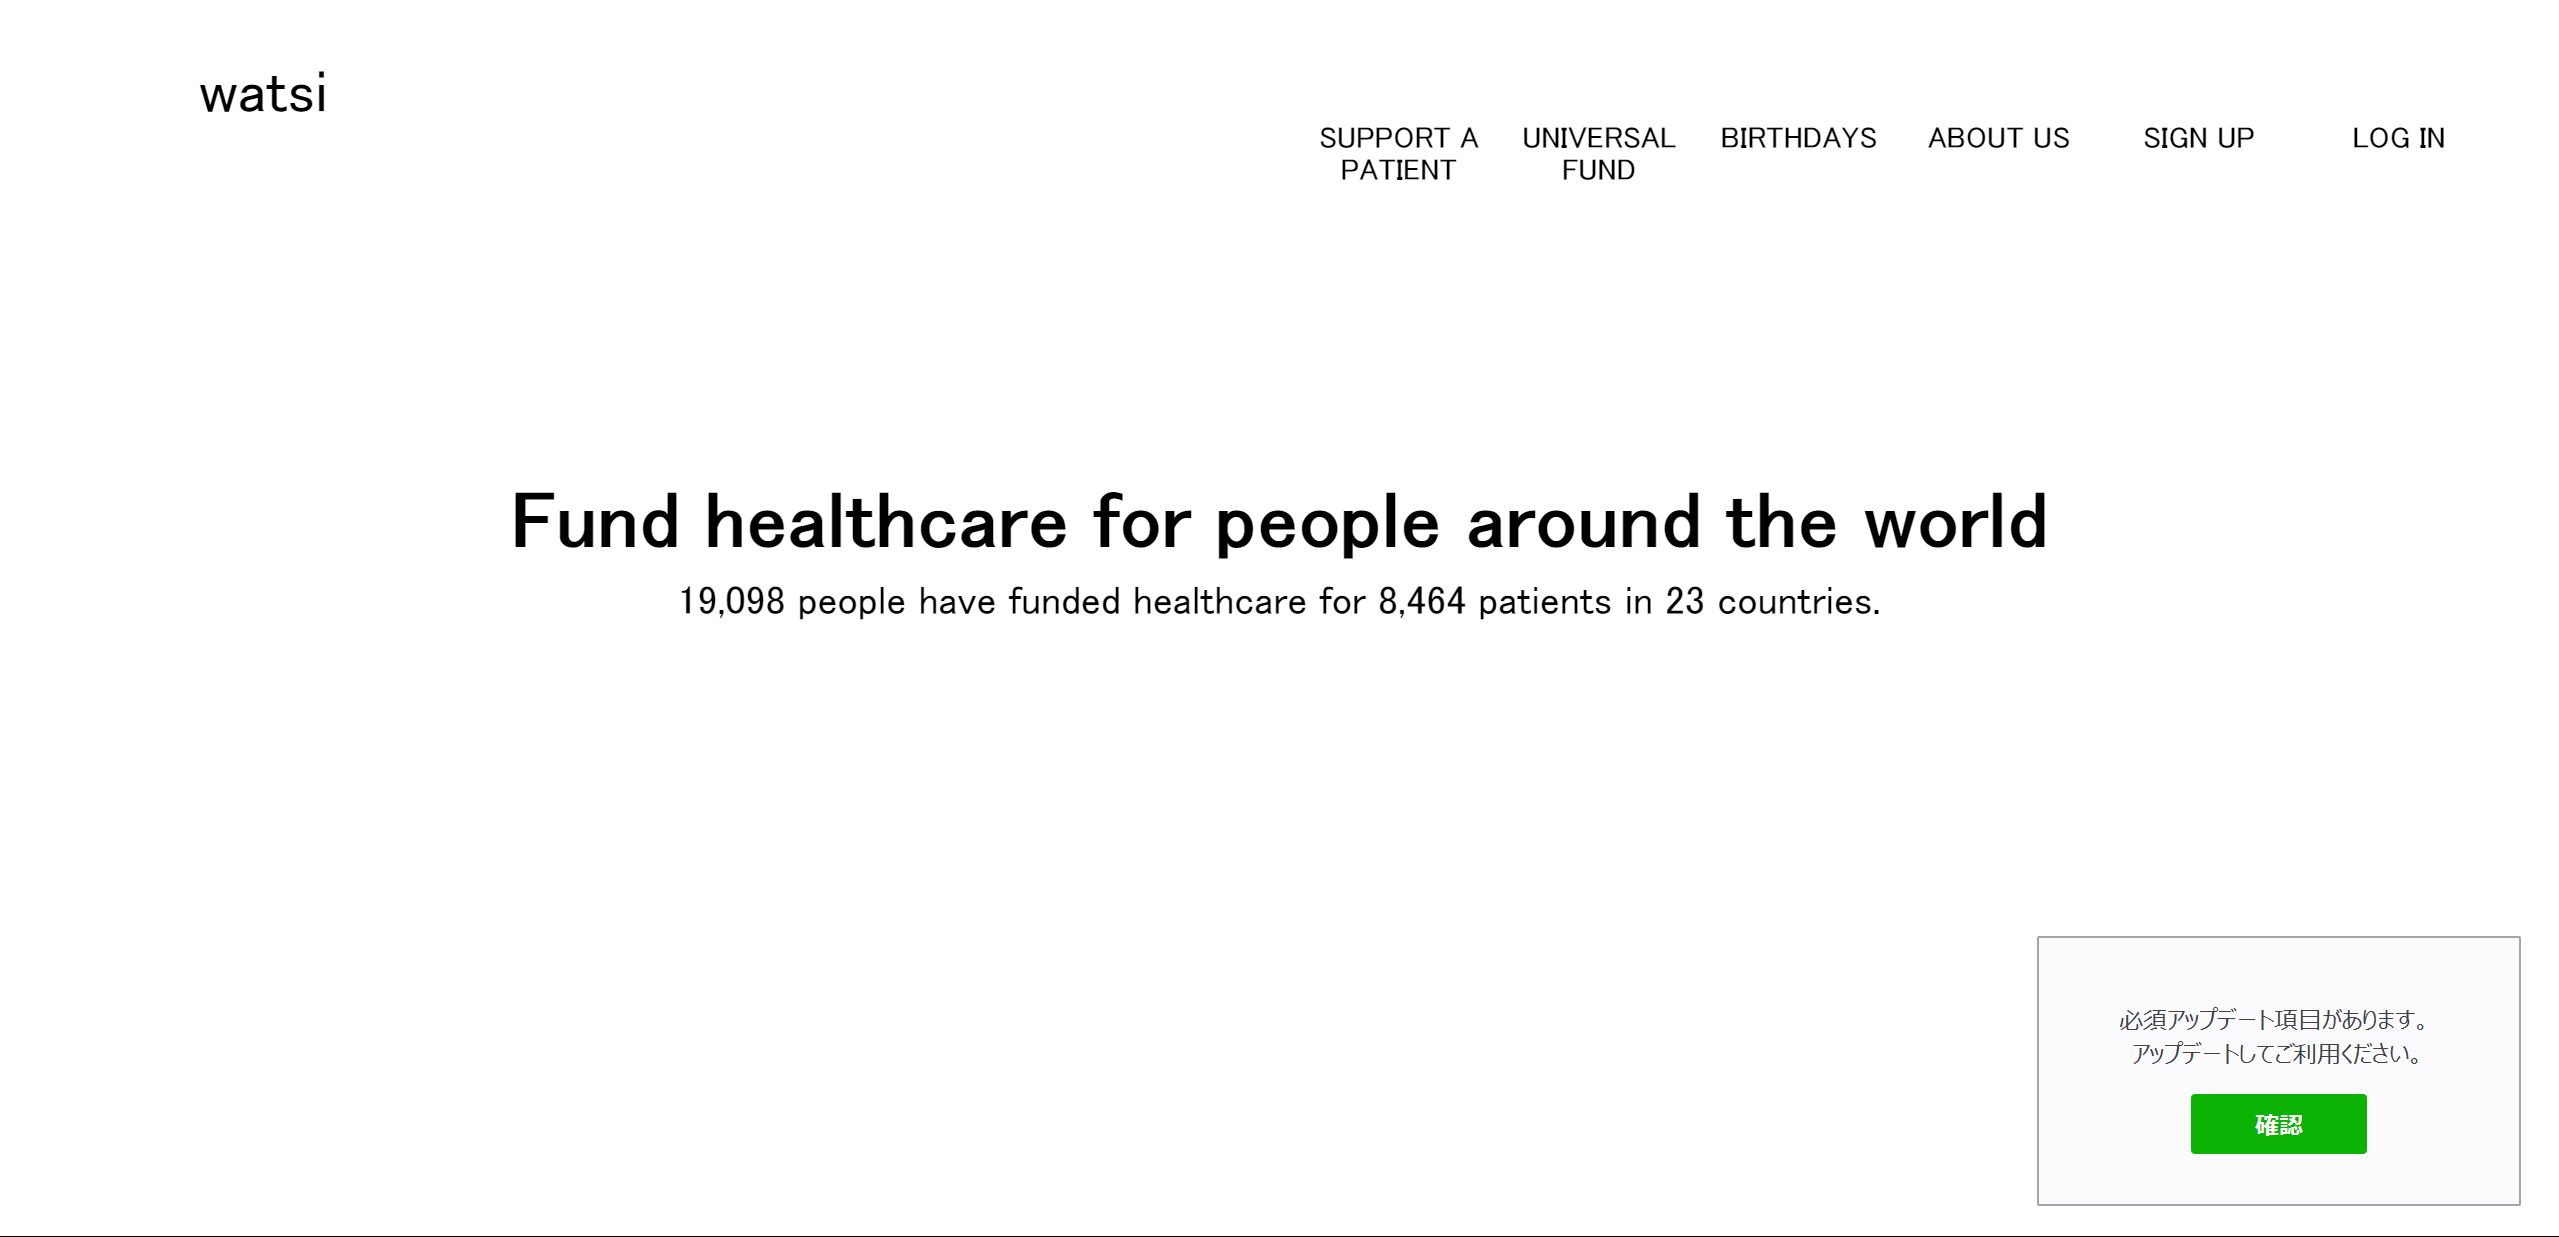 watsi
SUPPORT A
PATIENT
UNIVERSAL
FUND
BIRTHDAYS
ABOUT US
SIGN UP
LOG IN
Fund healthcare for people around the world
19,098 people have funded healthcare for 8,464 patients in 23 countries.
必須アップデート項目があります。
アップデートしてご利用ください。
確認